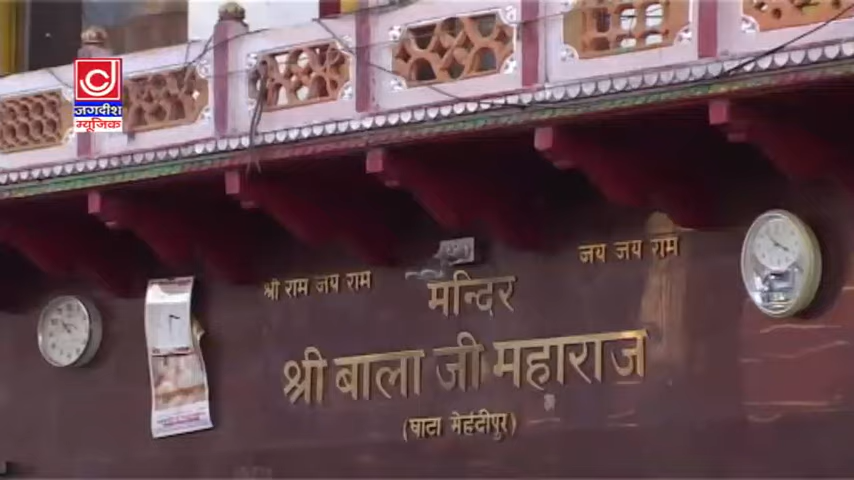 जगदीश
म्यूजिक
श्री राम जय राम
जय जय राम
मन्दिर
श्री बाला जी महाराज
(घाटा मेहंदीपुर)